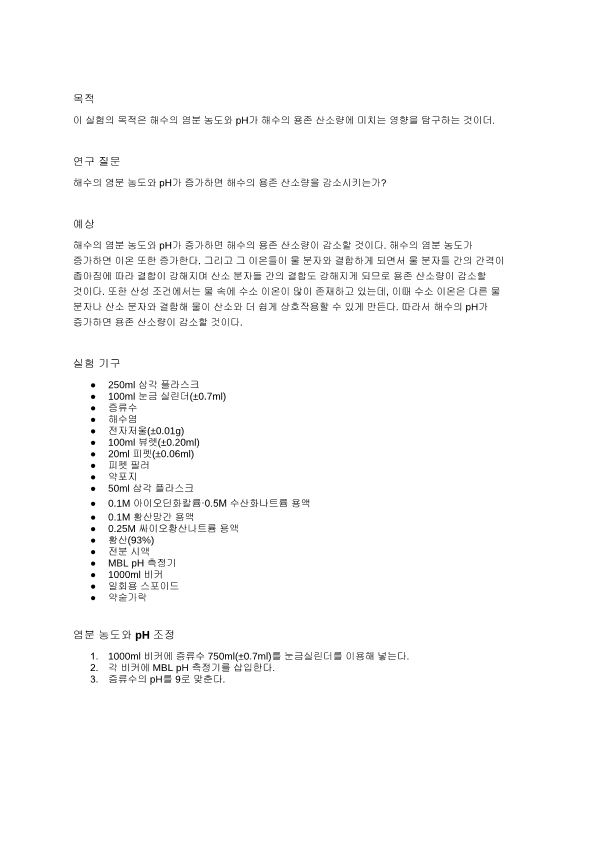 목적
이 실험의 목적은 해수의 염분 농도와 pH가 해수의 용존 산소량에 미치는 영향을 탐구하는 것이더.
연구 질문
해수의 염분 농도와 pH가 증가하면 해수의 용존 산소량을 감소시키는가?
예상
해수의 염분 농도와 pH가 증가하면 해수의 용존 산소량이 감소할 것이다. 해수의 염분 농도가
증가하면 이온 또한 증가한다. 그리고 그 이온들이 물 분자와 결합하게 되면서 물 분자들 간의 간격이
좁아짐에 따라 결합이 강해지며 산소 분자들 간의 결합도 강해지게 되므로 용존 산소량이 감소할
것이다. 또한 산성 조건에서는 물 속에 수소 이온이 많이 존재하고 있는데, 이때 수소 이온은 다른 물
분자나 산소 분자와 결합해 물이 산소와 더 쉽게 상호작용할 수 있게 만든다. 따라서 해수의 pH가
증가하면 용존 산소량이 감소할 것이다.
실험 기구
● 250ml 삼각 플라스크
● 100ml 눈금 실린더(±0.7ml)
● 증류수
● 해수염
● 전자저울(±0.01g)
● 100ml 뷰렛(±0.20ml)
● 20ml 피펫(±0.06ml)
● 피펫 필러
● 약포지
● 50ml 삼각 플라스크
● 0.1M 아이오딘화칼륨·0.5M 수산화나트륨 용액
● 0.1M 황산망간 용액
● 0.25M 싸이오황산나트륨 용액
● 황산(93%)
● 전분 시액
● MBL pH 측정기
● 1000ml 비커
● 일회용 스포이드
● 약숟가락
염분 농도와 pH 조정
1. 1000ml 비커에 증류수 750ml(±0.7ml)를 눈금실린더를 이용해 넣는다.
2. 각 비커에 MBL pH 측정기를 삽입한다.
3. 증류수의 pH를 9로 맞춘다.